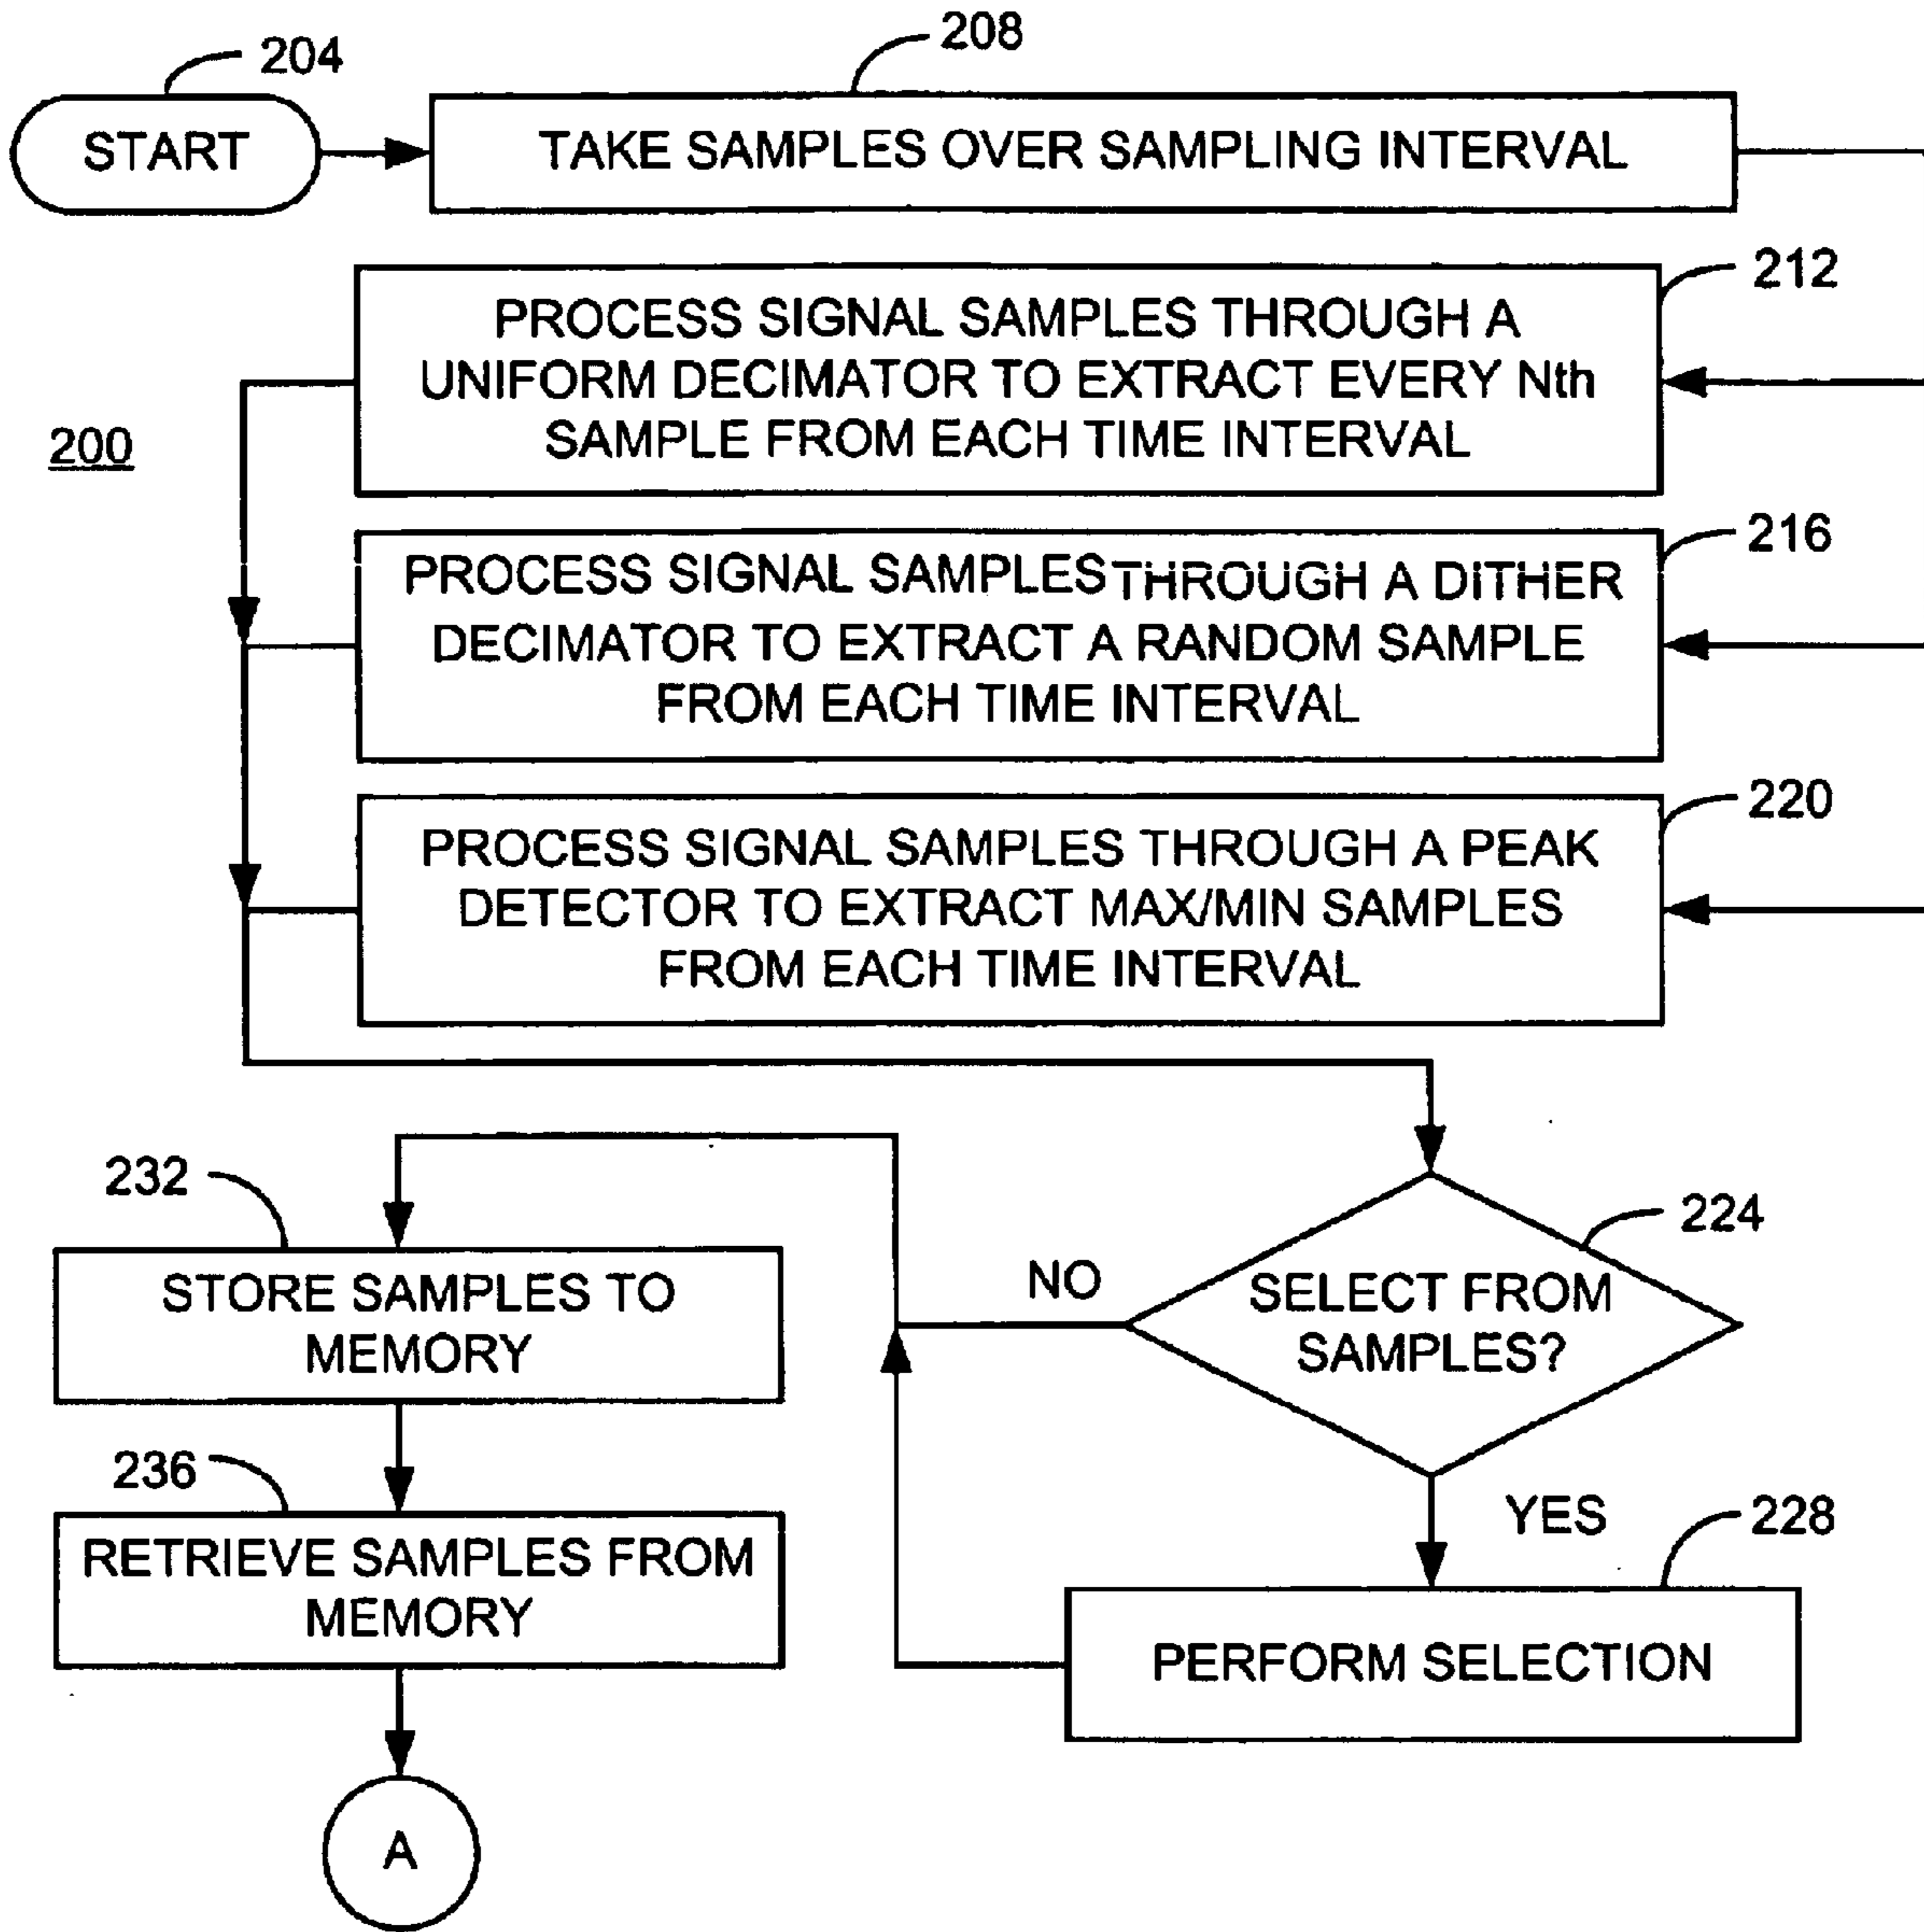 204
208
START
TAKE SAMPLES OVER SAMPLING INTERVAL
212
PROCESS SIGNAL SAMPLES THROUGH A
UNIFORM DECIMATOR TO EXTRACT EVERY Nth
SAMPLE FROM EACH TIME INTERVAL
200
216
PROCESS SIGNAL SAMPLES THROUGH A DITHER
DECIMATOR TO EXTRACT A RANDOM SAMPLE
FROM EACH TIME INTERVAL
220
PROCESS SIGNAL SAMPLES THROUGH A PEAK
DETECTOR TO EXTRACT MAX/MIN SAMPLES
FROM EACH TIME INTERVAL
232
224
STORE SAMPLES TO
MEMORY
NO
SELECT FROM
SAMPLES?
236
YES
228
RETRIEVE SAMPLES FROM
MEMORY
PERFORM SELECTION
A